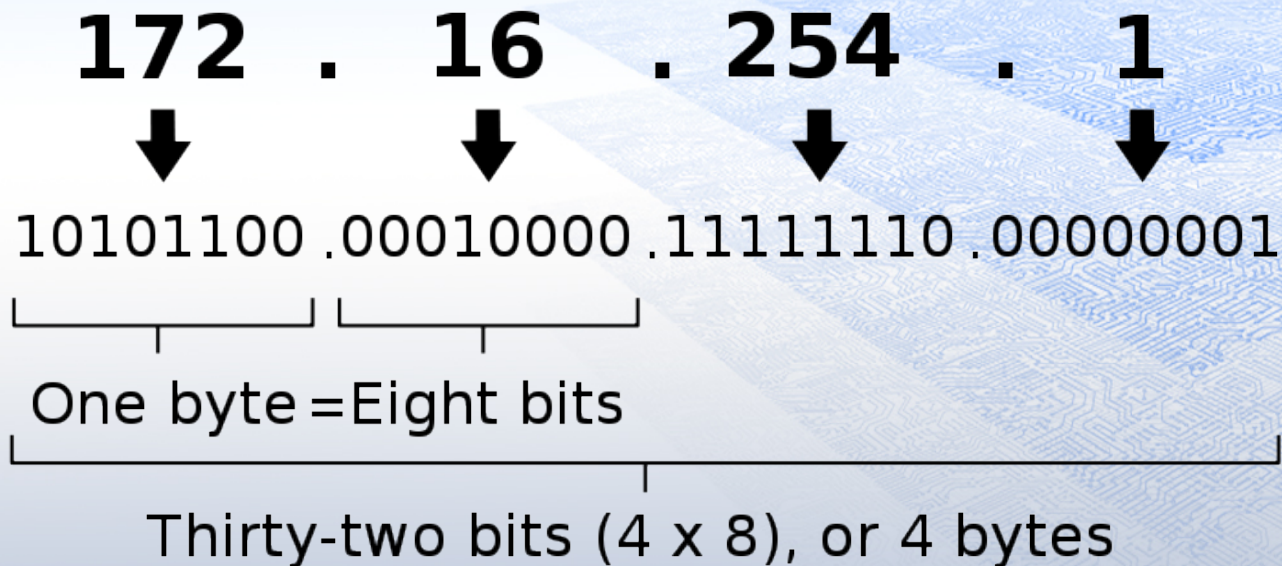 172 . 16 . 254 . 1
10101100 .00010000 .11111110 .00000001
One byte =Eight bits
Thirty-two bits (4 x 8), or 4 bytes